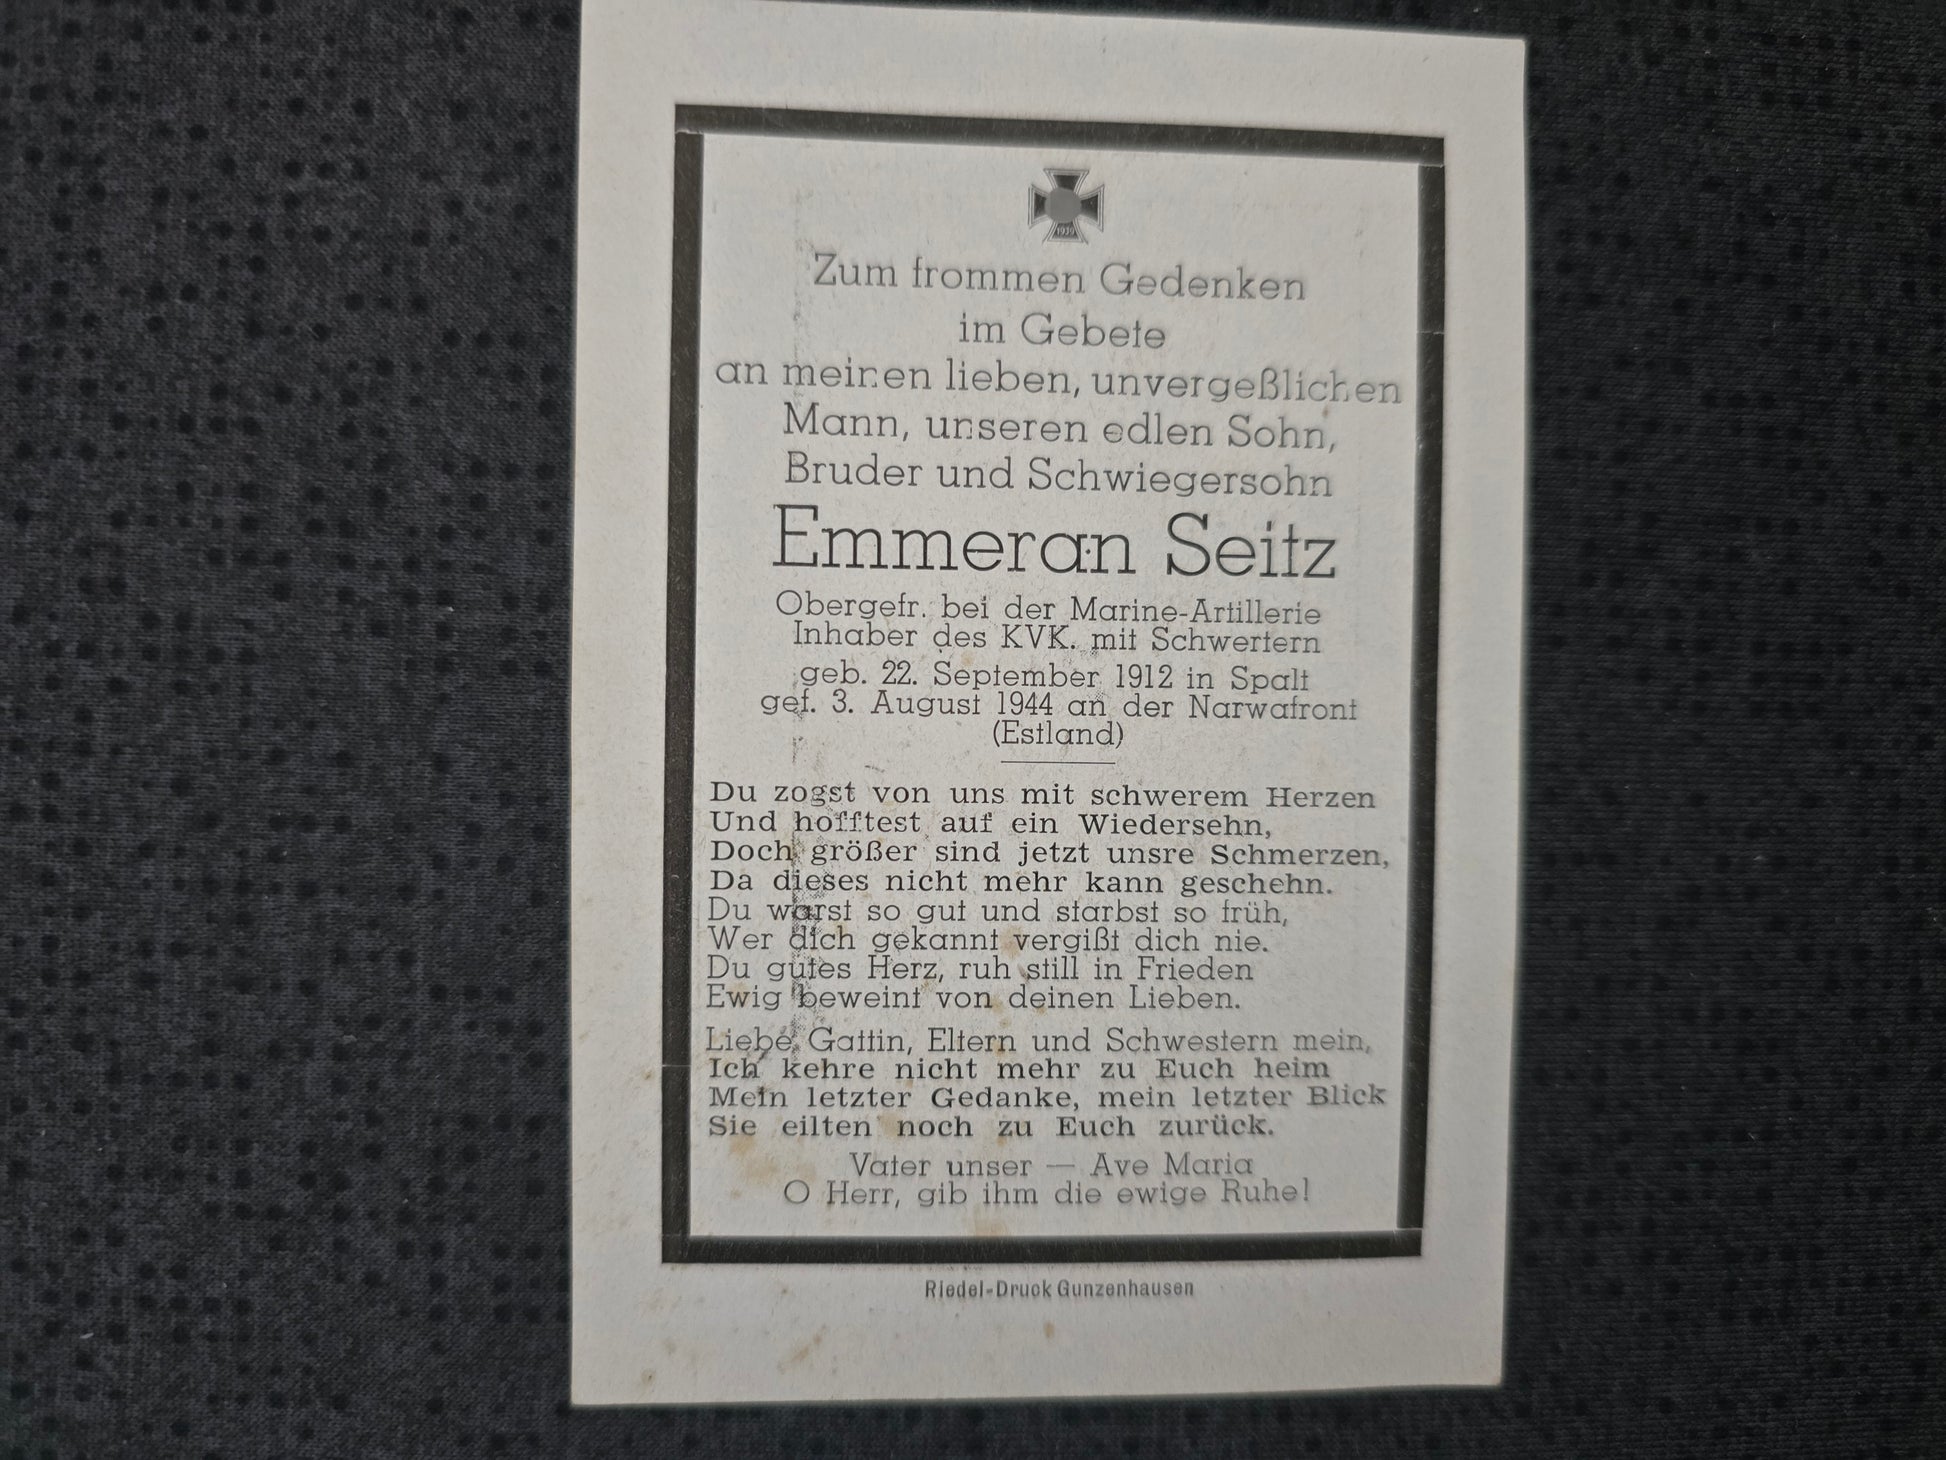 1939
Zum frommen Gedenken
im Gebete
an meinen lieben, unvergeßlichen
Mann, unseren edlen Sohn,
Bruder und Schwiegersohn
Emmeran Seitz
Obergefr. bei der Marine-Artillerie
Inhaber des KVK. mit Schwertern
geb. 22. September 1912 in Spalt
gef. 3. August 1944 an der Narwafront
(Estland)
Du zogst von uns mit schwerem Herzen
Und hofftest auf ein Wiedersehn,
Doch größer sind jetzt unsre Schmerzen,
Da dieses nicht mehr kann geschehn.
Du warst so gut und starbst so früh,
Wer dich gekannt vergißt dich nie.
Du gutes Herz, ruh still in Frieden
Ewig beweint von deinen Lieben.
Liebe Gattin, Eltern und Schwestern mein,
Ich kehre nicht mehr zu Euch heim
Mein letzter Gedanke, mein letzter Blick
Sie eilten noch zu Euch zurück.
Vater unser — Ave Maria
O Herr, gib ihm die ewige Ruhe!
Riedel-Druck Gunzenhausen